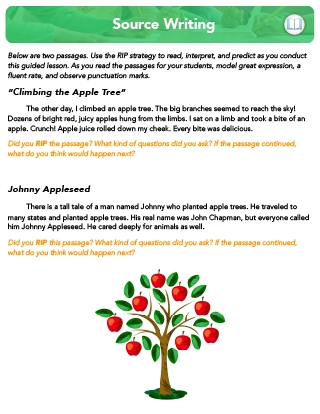 Source Writing
Below are two passages. Use the RIP strategy to read, interpret, and predict as you conduct
this guided lesson. As you read the passages for your students, model great expression, a
fluent rate, and observe punctuation marks.
“Climbing the Apple Tree”
The other day, I climbed an apple tree. The big branches seemed to reach the sky!
Dozens of bright red, juicy apples hung from the limbs. I sat on a limb and took a bite of an
apple. Crunch! Apple juice rolled down my cheek. Every bite was delicious.
Did you RIP the passage? What kind of questions did you ask? If the passage continued,
what do you think would happen next?
Johnny Appleseed
There is a tall tale of a man named Johnny who planted apple trees. He traveled to
many states and planted apple trees. His real name was John Chapman, but everyone called
him Johnny Appleseed. He cared deeply for animals as well.
Did you RIP this passage? What kind of questions did you ask? If the passage continued,
what do you think would happen next?